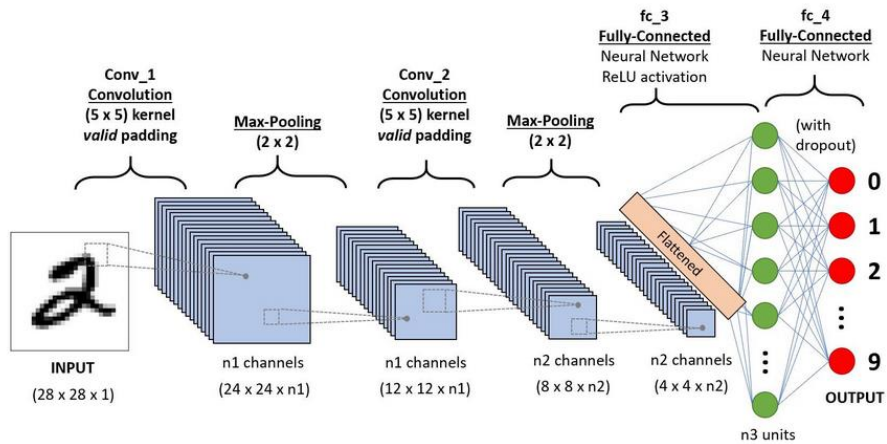 Conv_1
Convolution
(5 x 5) kernel
valid padding
Max-Pooling
(2 x 2)
Conv_2
Convolution
(5 x 5) kernel
valid padding
Max-Pooling
(2 x 2)
fc_3
Fully-Connected
Neural Network
ReLU activation
fc_4
Fully-Connected
Neural Network
(with
dropout)
Flattened
0
1
2
9
OUTPUT
2
INPUT
(28 x 28 x 1)
n1 channels
(24 x 24 x n1)
n1 channels
(12 x 12 x n1)
n2 channels
(8 x 8 x n2)
n2 channels
(4 x 4 x n2)
n3 units